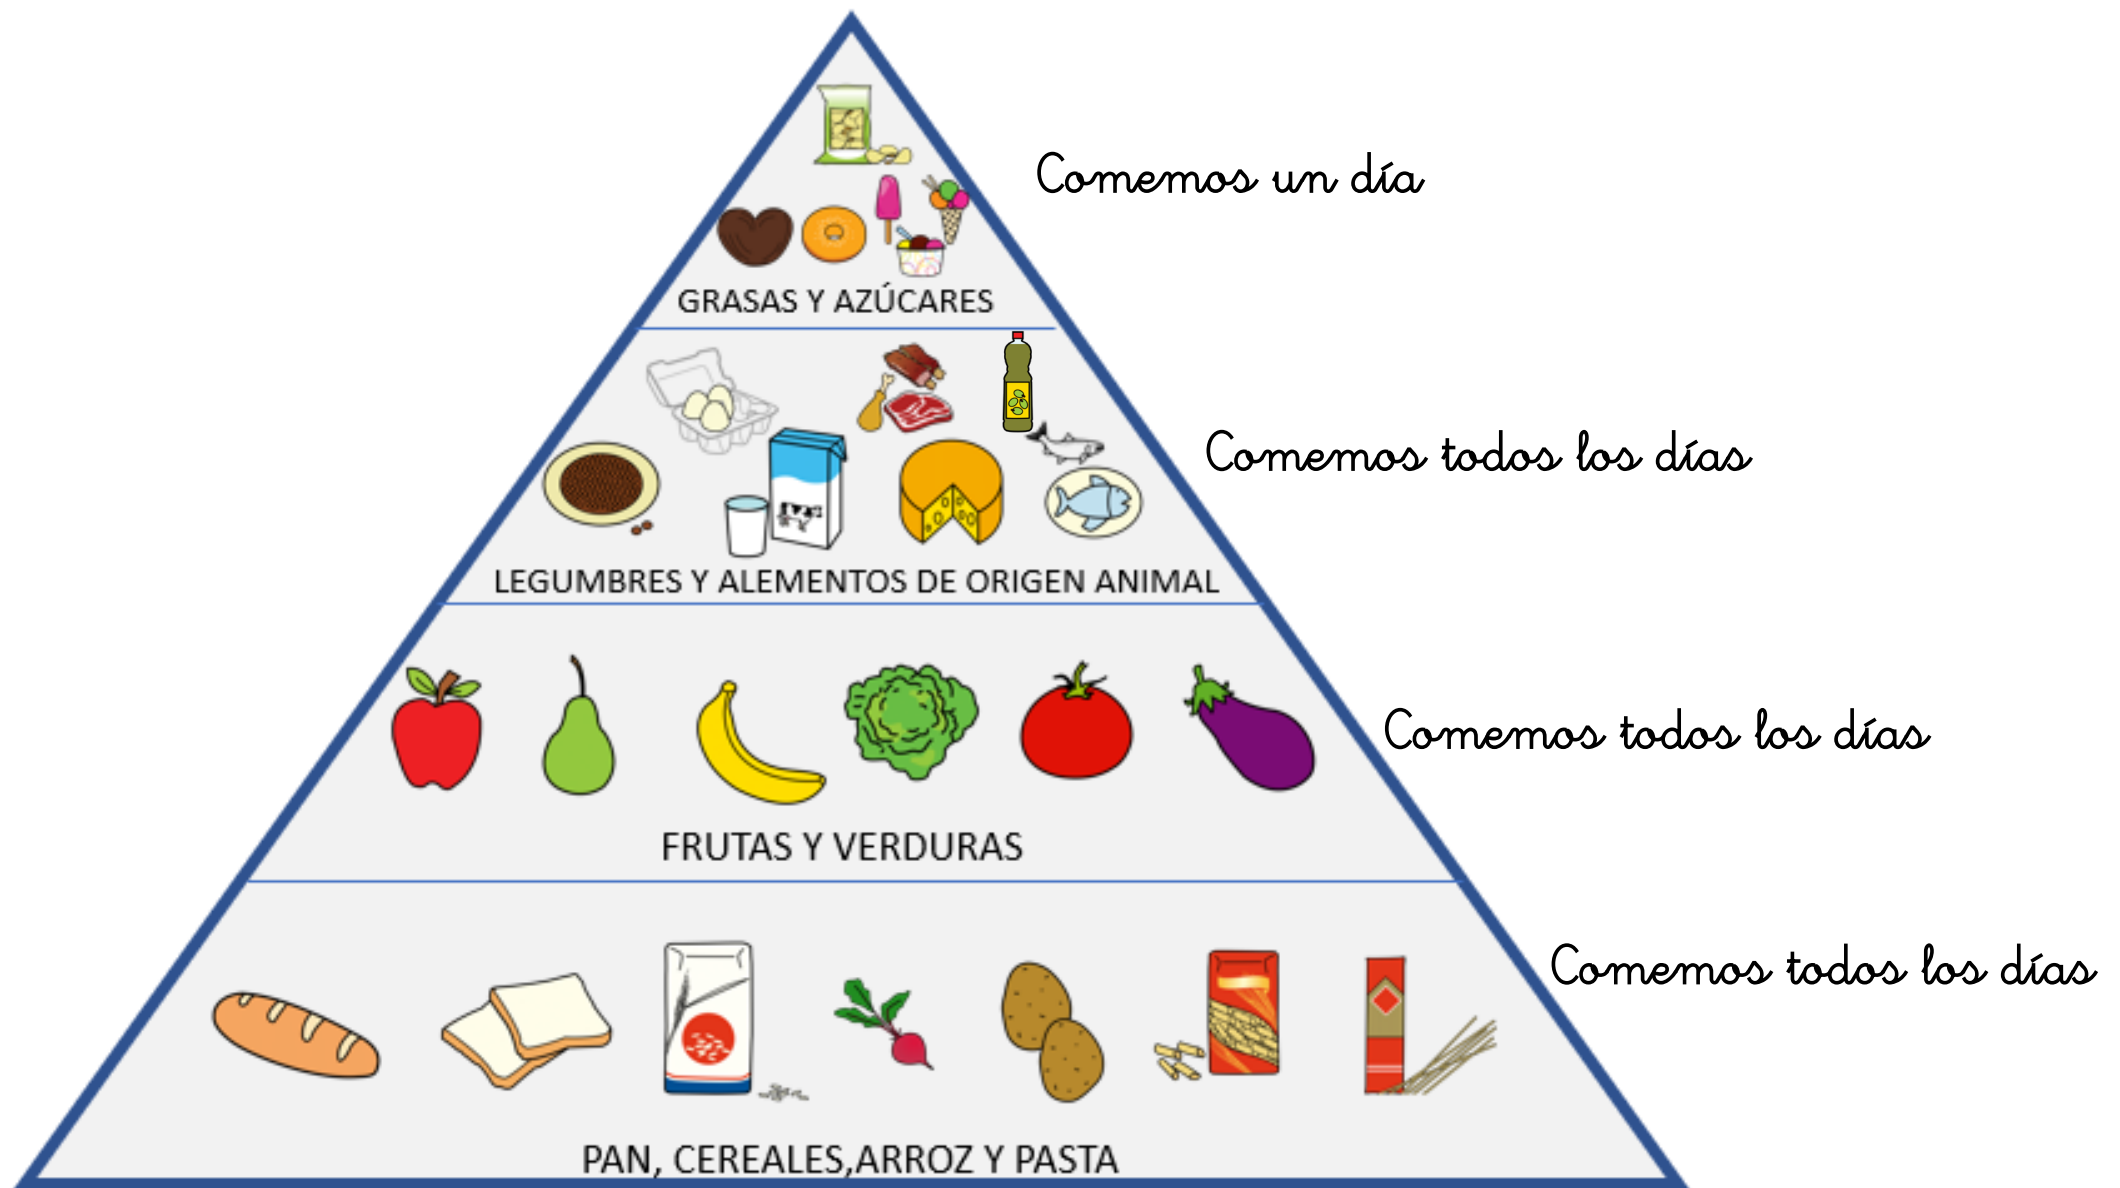 Comemos un día
GRASAS Y AZÚCARES
Comemos todos los días
LEGUMBRES Y ALEMENTOS DE ORIGEN ANIMAL
Comemos todos los días
FRUTAS Y VERDURAS
Comemos todos los días
PAN, CEREALES,ARROZ Y PASTA